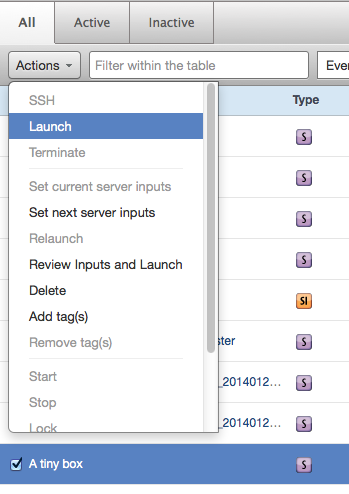 All Active Inactive
Actions Filter within the table Even
Type
SSH
Launch
S
Terminate
S
Set current server inputs
Set next server inputs
S
Relaunch
Review Inputs and Launch
S
Delete
SI
Add tag(s)
Remove tag(s) ster
S
Start _2014012...
S
Stop
Lock _2014012...
S
A tiny box S